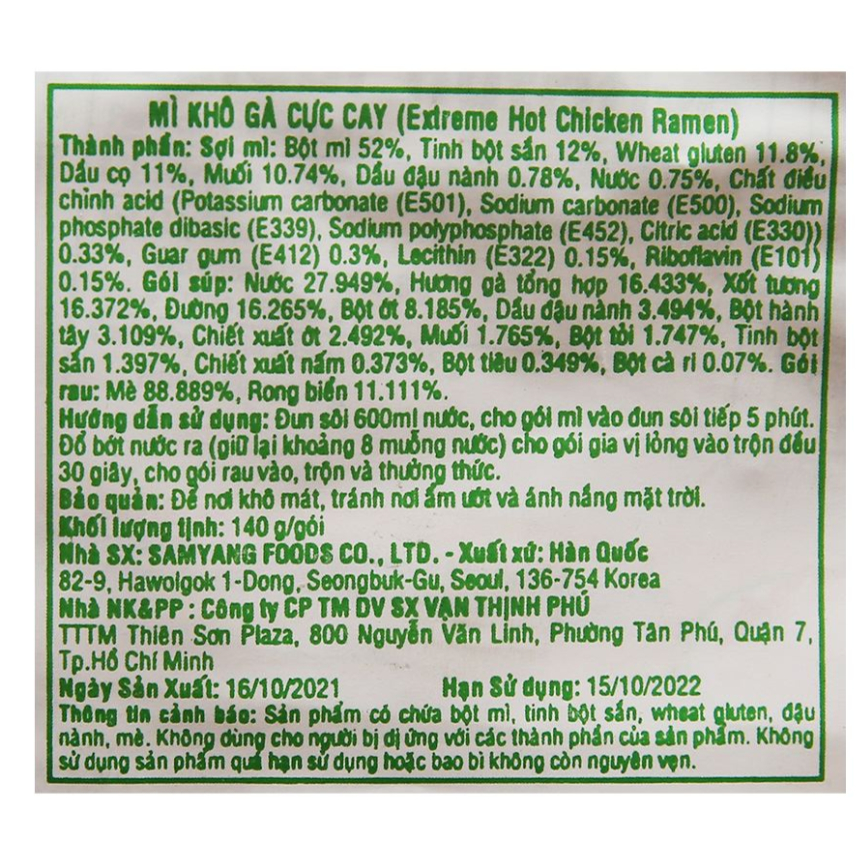 MÌ KHÔ GÀ CỰC CAY (Extreme Hot Chicken Ramen)
Thành phần: Sợi mì: Bột mì 52%, Tinh bột sắn 12%, Wheat gluten 11.8%,
Dầu cọ 11%, Muối 10.74%, Dầu đậu nành 0.78%, Nước 0.75%, Chất điều
chỉnh acid (Potassium carbonate (E501), Sodium carbonate (E500), Sodium
phosphate dibasic (E339), Sodium polyphosphate (E452), Citric acid (E330))
0.33%, Guar gum (E412) 0.3%, Lecithin (E322) 0.15%, Riboflavin (E101)
0.15%. Gói súp: Nước 27.949%, Hương gà tổng hợp 16.433%, Xốt tương
16.372%, Đường 16.265%, Bột ớt 8.185%, Dầu đậu nành 3.494%, Bột hành
tây 3.109%, Chiết xuất ớt 2.492%, Muối 1.765%, Bột tỏi 1.747%, Tinh bột
sắn 1.397%, Chiết xuất nấm 0.373%, Bột tiêu 0.349%, Bột cà ri 0.07%. Gói
rau: Mè 88.889%, Rong biển 11.111%.
Hướng dẫn sử dụng: Đun sôi 600ml nước, cho gói mì vào đun sôi tiếp 5 phút.
Đổ bớt nước ra (giữ lại khoảng 8 muỗng nước) cho gói gia vị lỏng vào trộn đều
30 giây, cho gói rau vào, trộn và thưởng thức.
Bảo quản: Để nơi khô mát, tránh nơi ẩm ướt và ánh nắng mặt trời.
Khối lượng tịnh: 140 g/gói
Nhà SX: SAMYANG FOODS CO., LTD. - Xuất xứ: Hàn Quốc
82-9, Hawolgok 1-Dong, Seongbuk-Gu, Seoul, 136-754 Korea
Nhà NK&PP : Công ty CP TM DV SX VẠN THỊNH PHÚ
TTTM Thiên Sơn Plaza, 800 Nguyễn Văn Linh, Phường Tân Phú, Quận 7,
Tp.Hồ Chí Minh
Ngày Sản Xuất: 16/10/2021 Hạn Sử dụng: 15/10/2022
Thông tin cảnh báo: Sản phẩm có chứa bột mì, tinh bột sắn, wheat gluten, đậu
nành, mè. Không dùng cho người bị dị ứng với các thành phần của sản phẩm. Không
sử dụng sản phẩm quá hạn sử dụng hoặc bao bì không còn nguyên vẹn.